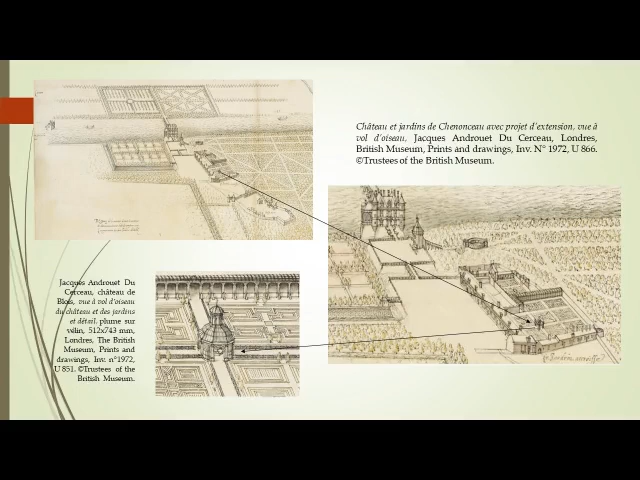 Château et jardins de Chenonceau avec projet d'extension, vue à
vol d'oiseau, Jacques Androuet Du Cerceau, Londres,
British Museum, Prints and drawings, Inv. N° 1972, U 866.
©Trustees of the British Museum.
Jacques Androuet Du
Cerceau, château de
Blois, vue à vol d'oiseau
du château et des jardins
et détail. plume sur
vélin, 512x743 mm,
Londres, The British
Museum, Prints and
drawings, Inv. n°1972,
U 851. ©Trustees of the
British Museum.